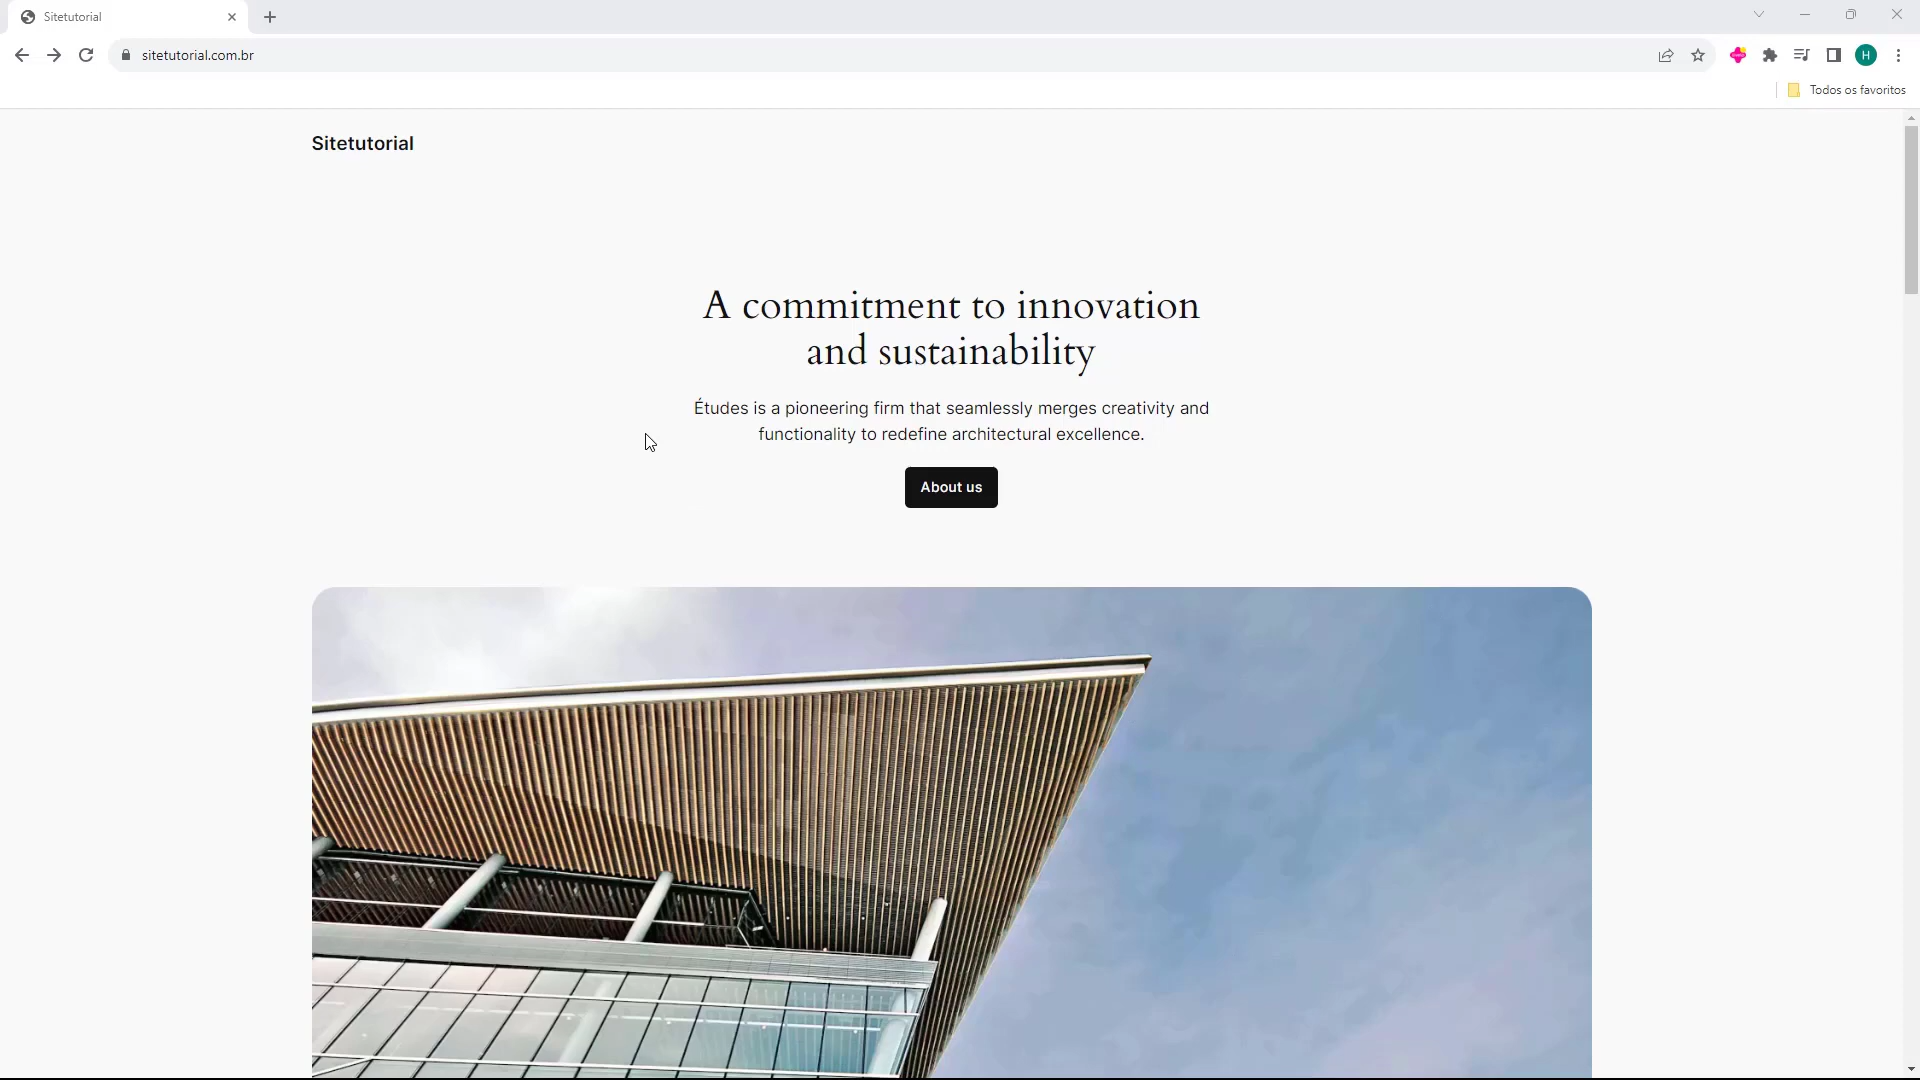 Sitetutorial
sitetutorial.com.br
H
Todos os favoritos
Sitetutorial
A commitment to innovation
and sustainability
Études is a pioneering firm that seamlessly merges creativity and
functionality to redefine architectural excellence.
About us